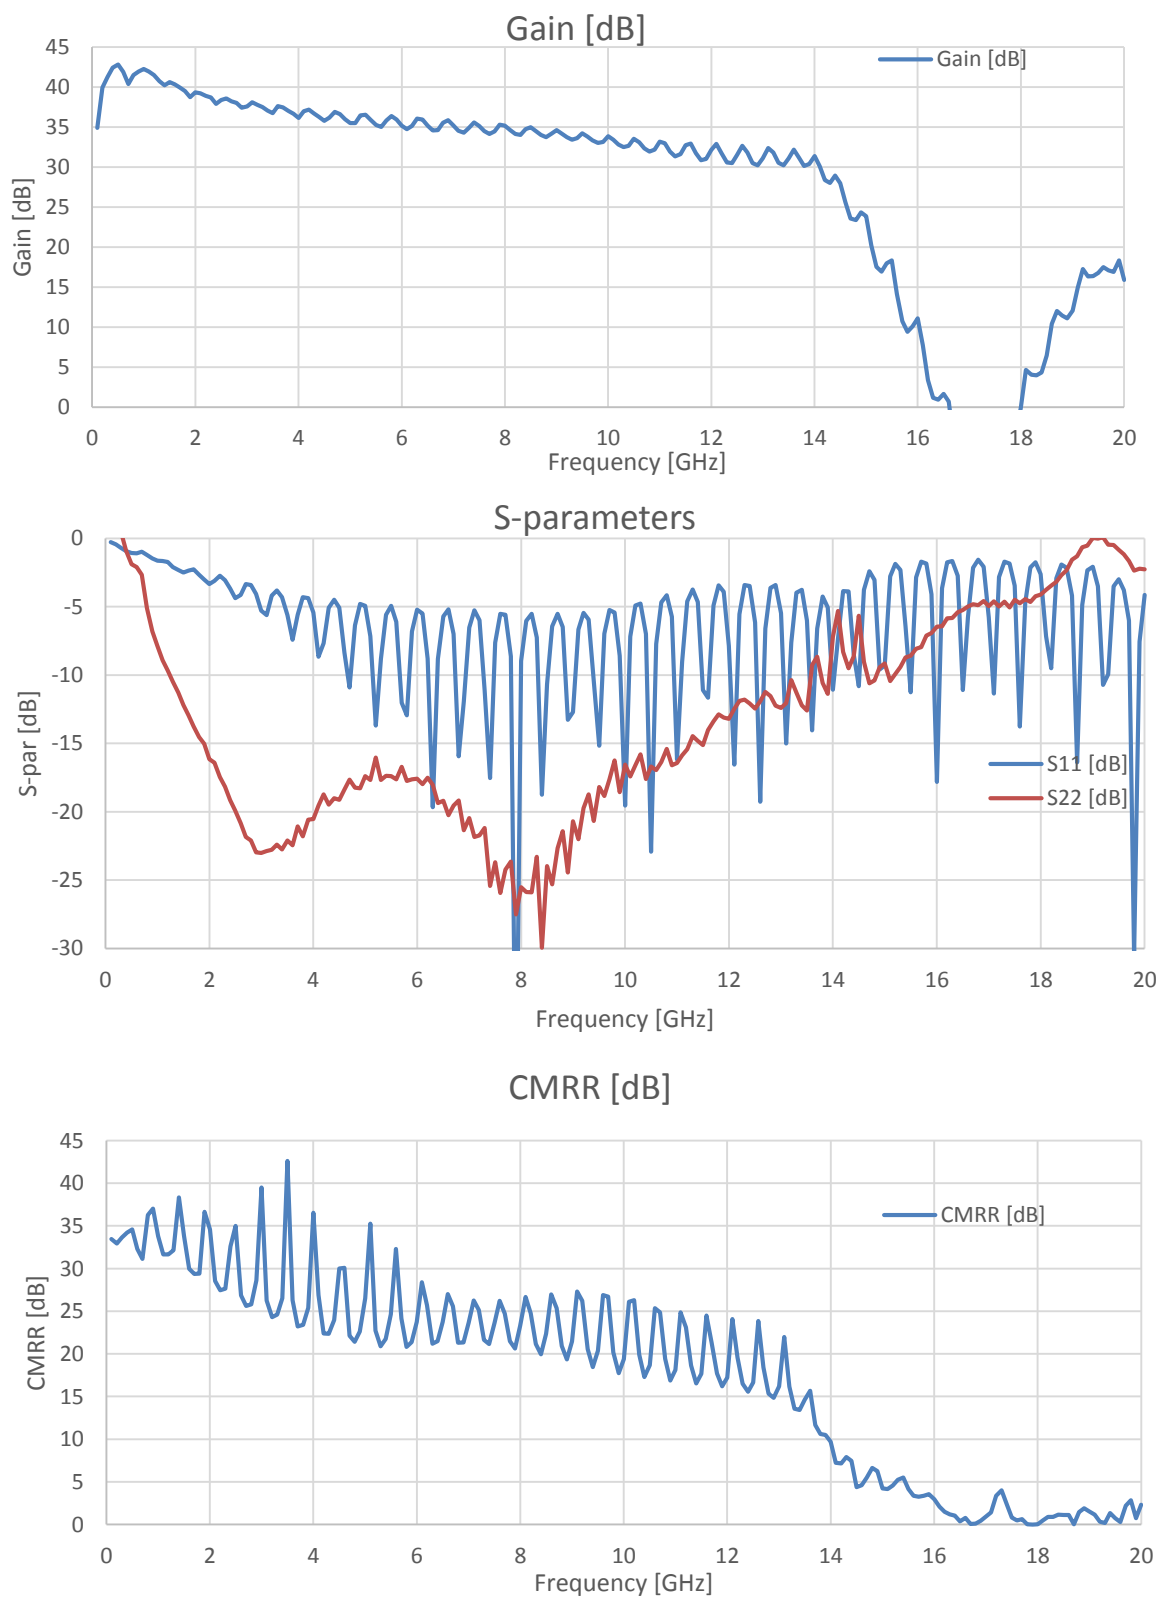 Gain [dB]
Gain [dB]
45
40
35
30
25
20
15
10
5
0
Gain [dB]
0 2 4 6 8 10 12 14 16 18 20
Frequency [GHz]
S-parameters
0
-5
-10
-15
-20
-25
-30
S-par [dB]
S11 [dB]
S22 [dB]
0 2 4 6 8 10 12 14 16 18 20
Frequency [GHz]
CMRR [dB]
45
40
35
30
25
20
15
10
5
0
CMRR [dB]
CMRR [dB]
0 2 4 6 8 10 12 14 16 18 20
Frequency [GHz]